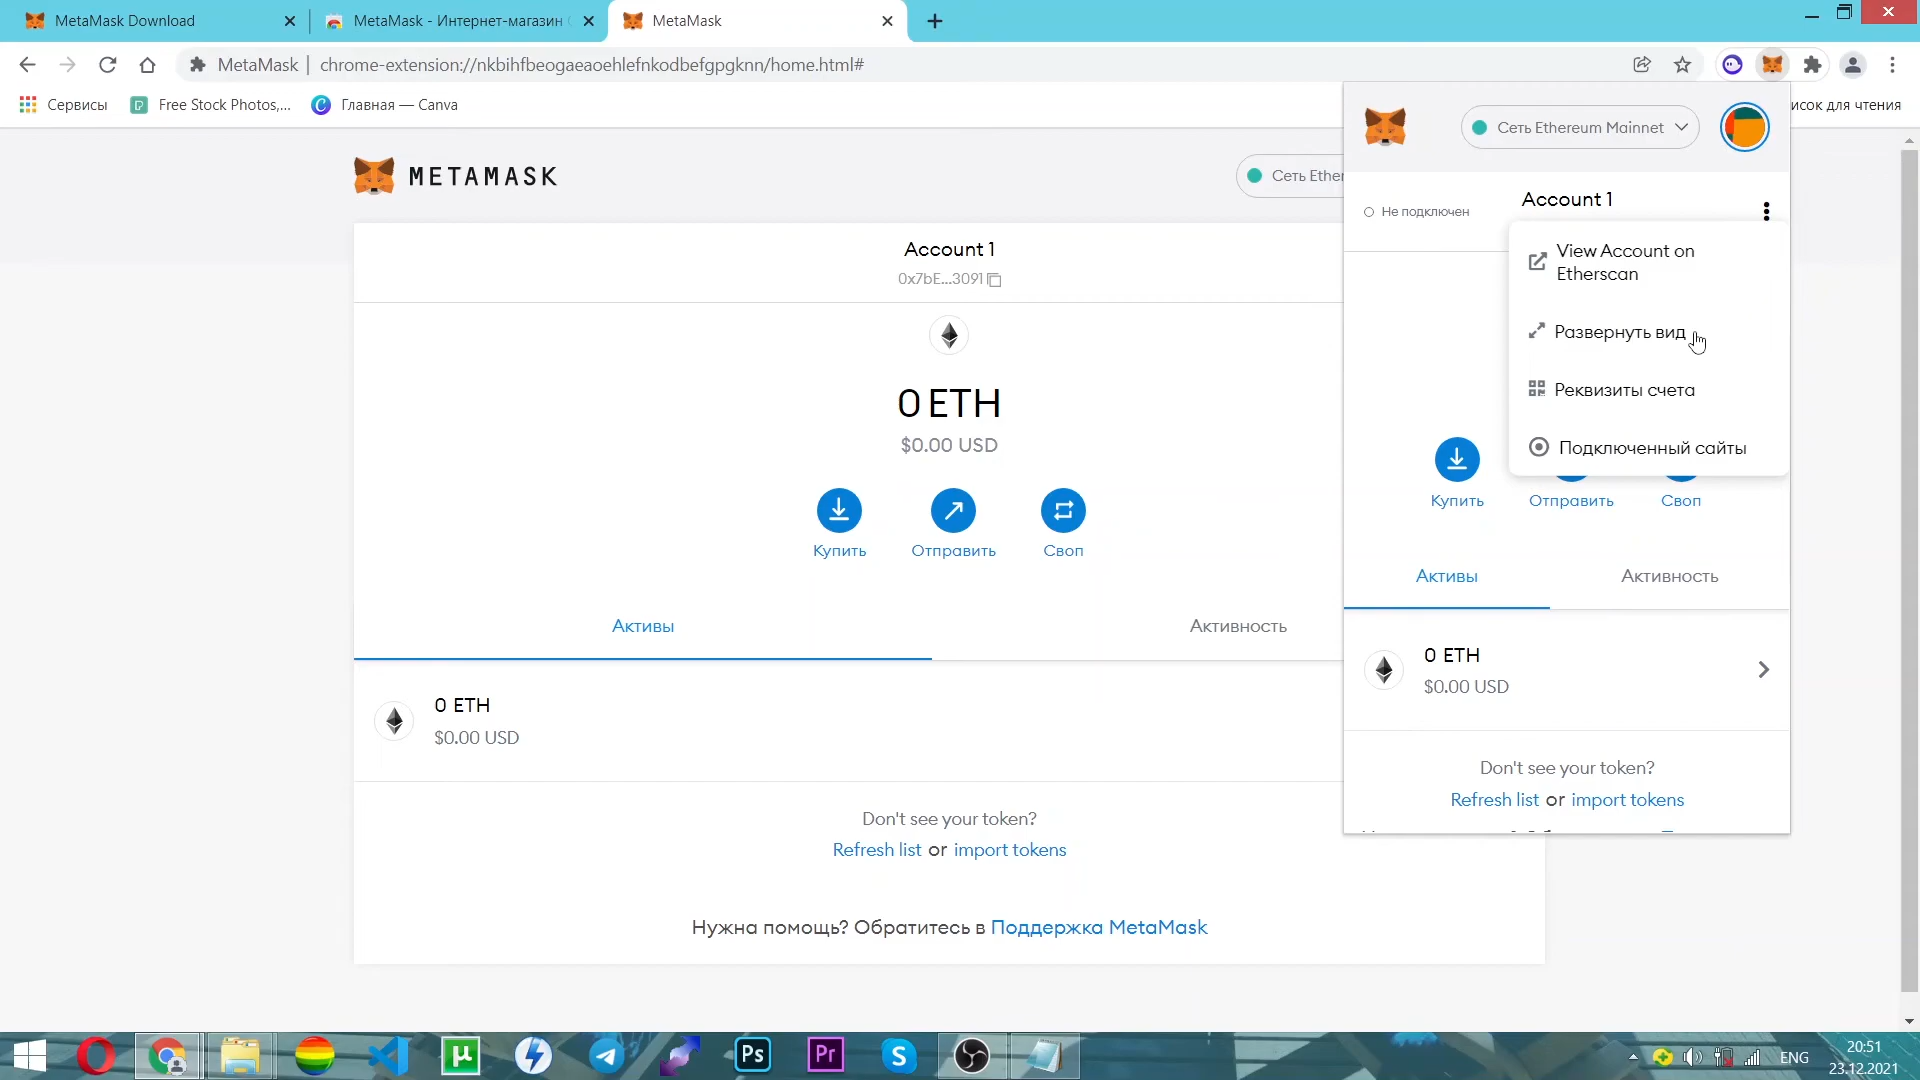 MetaMask Download
MetaMask - Интернет-магазин
MetaMask
MetaMask | chrome-extension://nkbihfbeogaeaoehlefnkodbefgpgknn/home.html#
Сервисы
Free Stock Photos,...
Главная — Canva
для чтения
METAMASK
Сеть
Account 1
0x7bE...3091
0 ETH
$0.00 USD
Купить
Отправить
Своп
Активы
Активность
0 ETH
$0.00 USD
Don't see your token?
Refresh list or import tokens
Нужна помощь? Обратитесь в Поддержка MetaMask
Сеть Ethereum Mainnet
Не подключен
Account 1
View Account on
Etherscan
Развернуть вид
Реквизиты счета
Подключенный сайты
Купить
Отправить
Своп
Активы
Активность
0 ETH
$0.00 USD
Don't see your token?
Refresh list or import tokens
Ps
Pr
ENG
20:51
23.12.2021